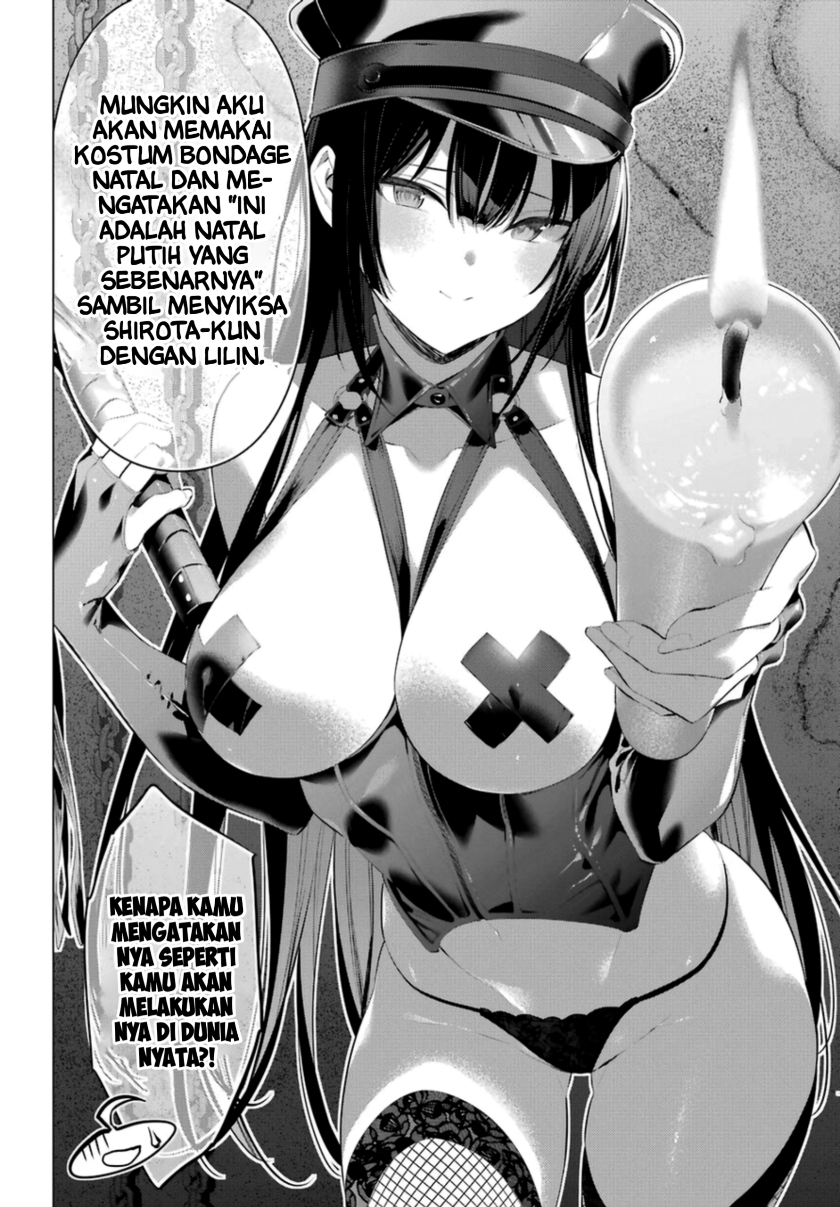 MUNGKIN AKU
AKAN MEMAKAI
KOSTUM BONDAGE
NATAL DAN ME-
NGATAKAN "INI
ADALAH NATAL
PUTIH YANG
SEBENARNYA"
SAMBIL MENYIKSA
SHIROTA-KUN
DENGAN LILIN.
KENAPA KAMU
MENGATAKAN
NYA SEPERTI
KAMU AKAN
MELAKUKAN
NYA DI DUNIA
NYATA?!